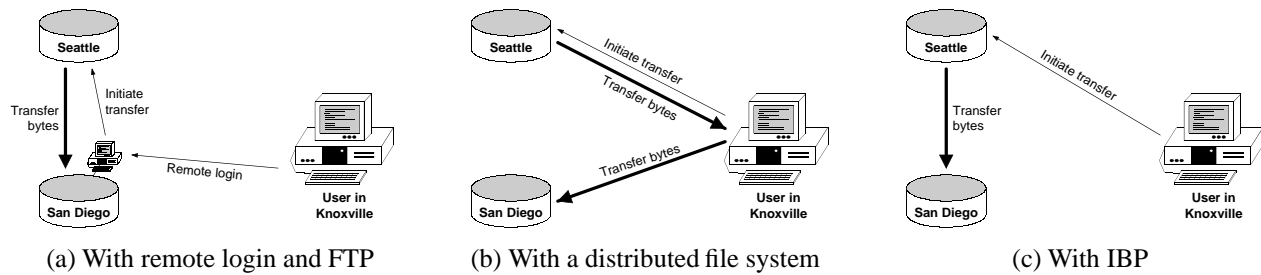 Seattle
Initiate
transfer
Transfer
bytes
Remote login
San Diego
User in
Knoxville
(a) With remote login and FTP
Seattle
Initiate transfer
Transfer bytes
Transfer bytes
San Diego
User in
Knoxville
(b) With a distributed file system
Seattle
Initiate transfer
Transfer
bytes
San Diego
User in
Knoxville
(c) With IBP